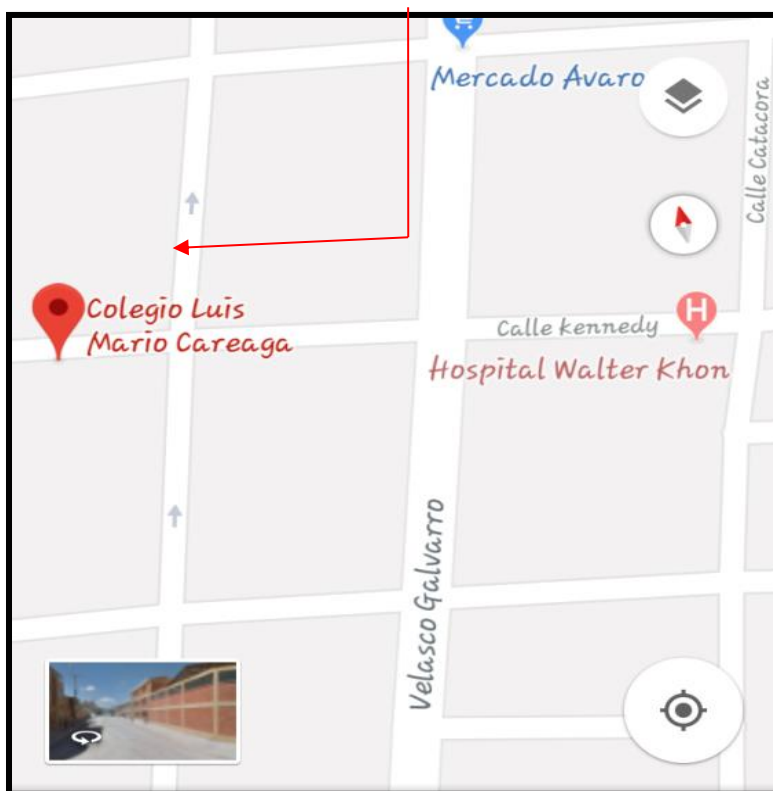 Mercado Avaro
Calle Catacora
Colegio Luis
Mario Careaga
Calle Kennedy
H
Hospital Walter Khon
Velasco Galvarro